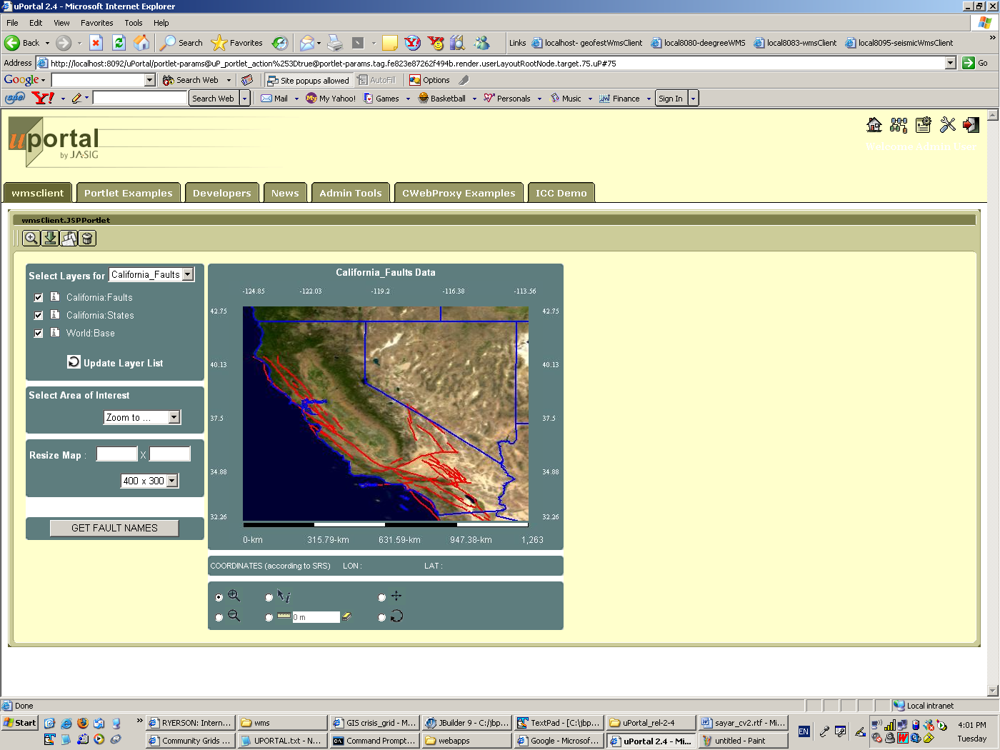 uPortal 2.4 - Microsoft Internet Explorer
File Edit View Favorites Tools Help
Back Search Favorites Links localhost- geofestWmsClient local8080-deegreeWMS local8083-wmsClient local8095-seismicWmsClient
Address http://localhost:8092/uPortal/portlet-params@uP_portlet_action%253Dtrue@portlet-params.tag.fe823e87262f494b.render.userLayoutRootNode.target.75.uP#75 Go
Google Search Web Site popups allowed AutoFill Options
Y! Search Web Mail My Yahoo! Games Basketball Personals Music Finance Sign In
uportal
by JA-SIG
Welcome Admin User
wmsclient Portlet Examples Developers News Admin Tools CWebProxy Examples ICC Demo
wmsClient.JSPPortlet
Select Layers for California_Faults
California:Faults
California:States
World:Base
Update Layer List
Select Area of Interest
Zoom to ...
Resize Map : X
400 x 300
GET FAULT NAMES
California_Faults Data
-124.85 -122.03 -119.2 -116.38 -113.56
42.75 42.75
40.13 40.13
37.5 37.5
34.88 34.88
32.26 32.26
0-km 315.79-km 631.59-km 947.38-km 1,263
COORDINATES (according to SRS) LON : LAT :
0 m
Done Local intranet
Start RYERSON: Intern... wms GIS crisis_grid - M... JBuilder 9 - C:/jbp... TextPad - [C:\jbp... uPortal_rel-2-4 sayar_cv2.rtf - Mi... EN 4:01 PM
Community Grids ... UPORTAL.txt - N... Command Prompt... webapps Google - Microsof... uPortal 2.4 - Mi... untitled - Paint Tuesday